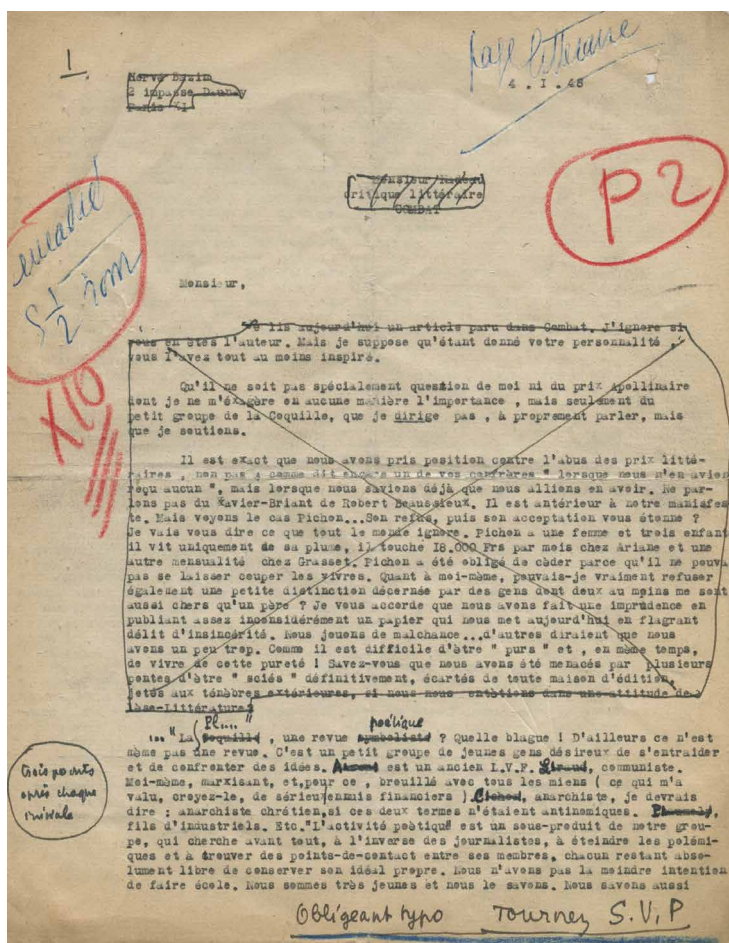 1.
page litteraire
4.I.48
Hervé Bazin
2 impasse Daunay
Paris XI
Monsieur Nadeau
critique littéraire
COMBAT
P2
encadré
S 1/2 rom
X10
Monsieur,
Je lis aujourd'hui un article paru dans Combat. J'ignore si
vous en êtes l'auteur. Mais je suppose qu'étant donné votre personnalité,
vous l'avez tout au moins inspiré.
Qu'il ne soit pas spécialement question de moi ni du prix Apollinaire
dont je ne m'éxagère en aucune manière l'importance , mais seulement du
petit groupe de la Coquille, que je dirige pas , à proprement parler, mais
que je soutiens.
Il est exact que nous avons pris position contre l'abus des prix litté-
raires , non pas , comme dit encore un de vos confrères " lorsque nous n'en avien
reçu aucun ", mais lorsque nous savions déjà que nous allions en avoir. Ne par-
lons pas du Xavier-Briant de Robert Beaussieux. Il est antérieur à notre manifes
te. Mais voyons le cas Pichon...Son refus, puis son acceptation vous étonne ?
Je vais vous dire ce que tout le monde ignore. Pichon a une femme et trois enfant
il vit uniquement de sa plume, il touche I8.000 Frs par mois chez Ariane et une
autre mensualité chez Grasset. Pichon a été obligé de cèder parce qu'il ne pouva
pas se laisser couper les vivres. Quant à moi-même, pouvais-je vraiment refuser
également une petite distinction décernée par des gens dont deux au moins me sont
aussi chers qu'un père ? Je vous accorde que nous avons fait une imprudence en
publiant assez inconsidérément un papier qui nous met aujourd'hui en flagrant
délit d'insincérité. Nous jouons de malchance...d'autres diraient que nous
avons un peu trop. Comme il est difficile d'être " purs " et , en même temps,
de vivre de cette pureté ! Savez-vous que nous avons été menacés par plusieurs
pontes d'être " sciés " définitivement, écartés de toute maison d'édition,
jetés aux ténèbres extérieures, si nous nous entêtions dans une attitude de
lèse-Littérature?
Ph...." poétique
..."La Coquille , une revue symboliste ? Quelle blague ! D'ailleurs ce n'est
même pas une revue. C'est un petit groupe de jeunes gens désireux de s'entraider
et de confronter des idées. est un ancien L.V.F. , communiste.
Moi-même, marxisant, et,pour ce , brouillé avec tous les miens ( ce qui m'a
valu, croyez-le, de sérieux ennuis financiers ) , anarchiste, je devrais
dire : anarchiste chrétien,si ces deux termes n'étaient antinomiques. ,
fils d'industriels. Etc."L'activité poètique est un sous-produit de notre grou-
pe, qui cherche avant tout, à l'inverse des journalistes, à éteindre les polémi-
ques et à trouver des points-de-contact entre ses membres, chacun restant abso-
lument libre de conserver son idéal propre. Nous n'avons pas la moindre intention
de faire école. Nous sommes très jeunes et nous le savons. Nous savons aussi
trois points
après chaque
initiale
Obligeant typo Tournez S.V.P